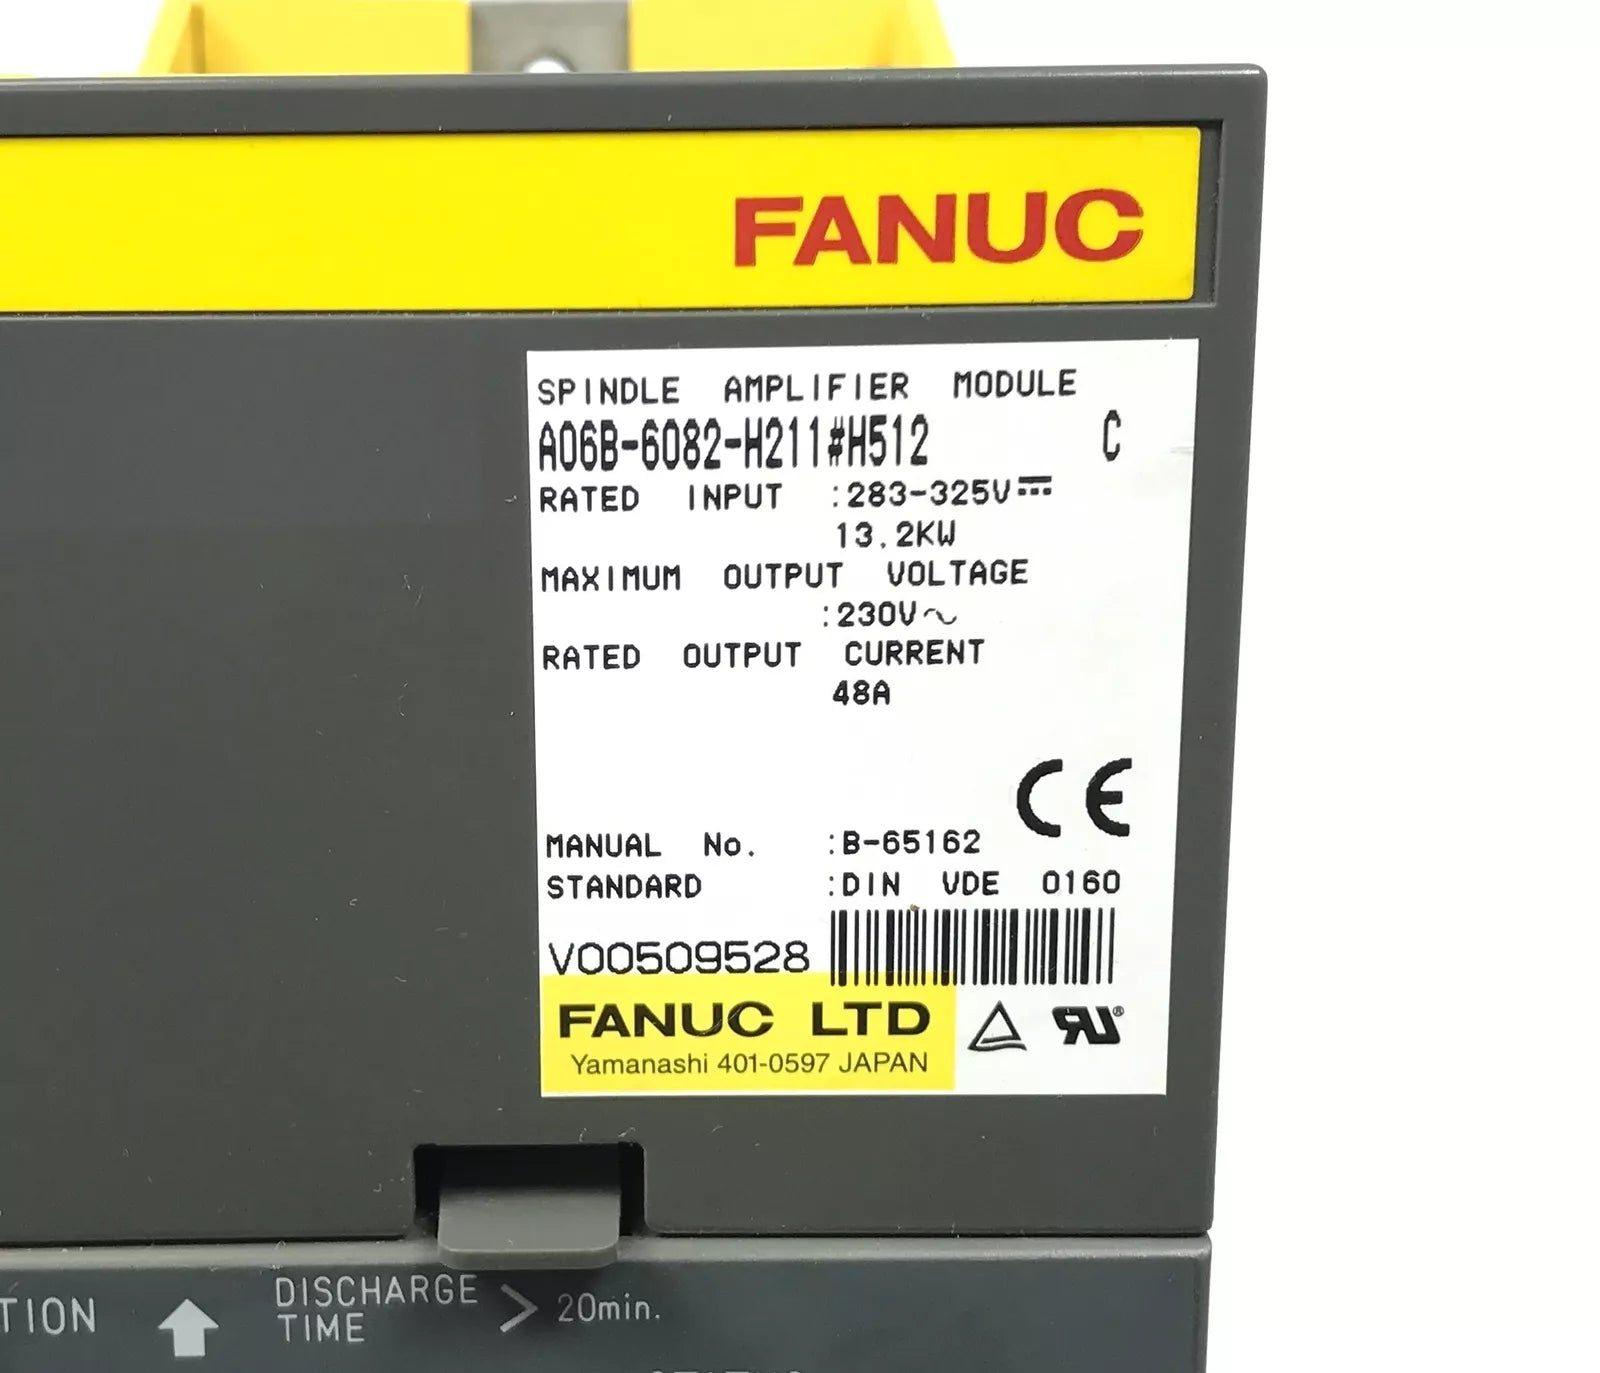 FANUC
SPINDLE AMPLIFIER MODULE
A06B-6082-H211#H512 C
RATED INPUT :283-325V⎓
13.2KW
MAXIMUM OUTPUT VOLTAGE
:230V~
RATED OUTPUT CURRENT
48A
CE
MANUAL No. :B-65162
STANDARD :DIN VDE 0160
V00509528
FANUC LTD
Yamanashi 401-0597 JAPAN
TION DISCHARGE TIME > 20min.